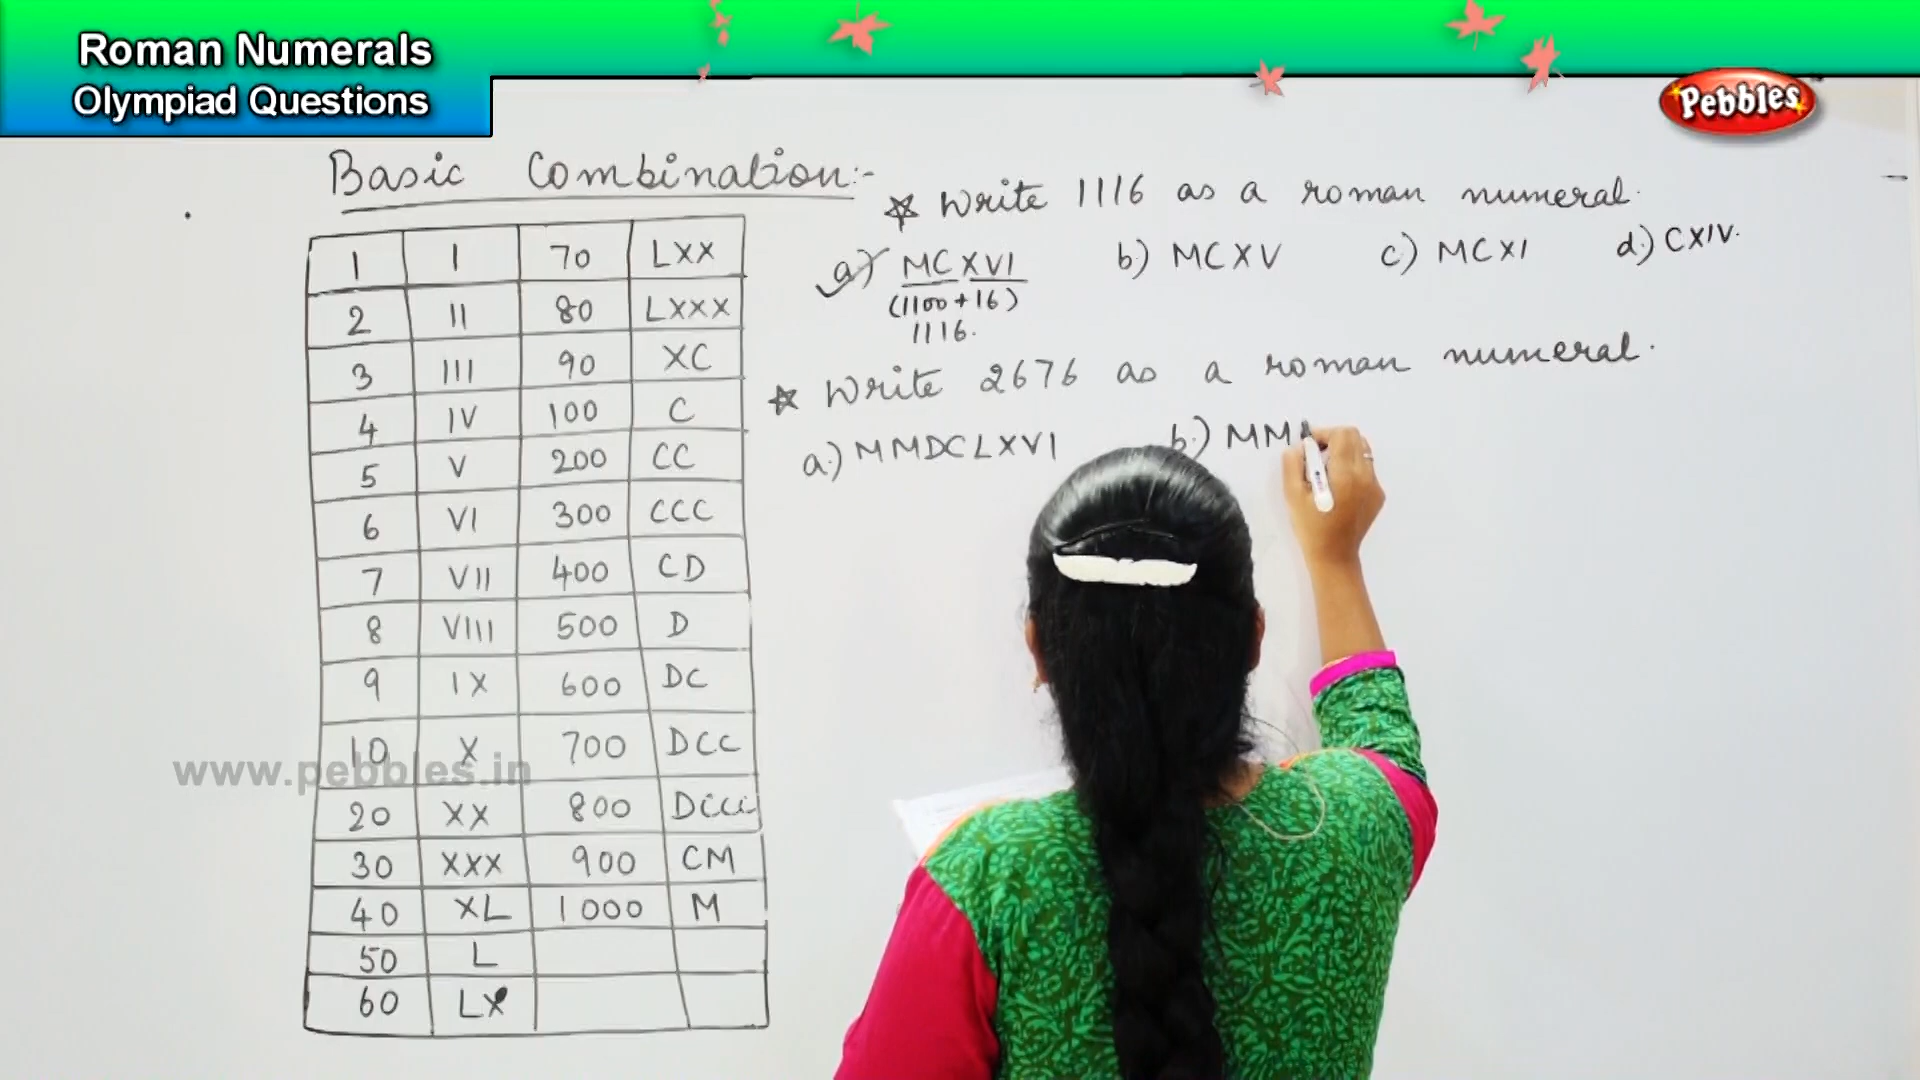 Roman Numerals
Olympiad Questions
Pebbles
Basic Combination:-
1 I 70 LXX
2 II 80 LXXX
3 III 90 XC
4 IV 100 C
5 V 200 CC
6 VI 300 CCC
7 VII 400 CD
8 VIII 500 D
9 IX 600 DC
10 X 700 DCC
20 XX 800 DCCC
30 XXX 900 CM
40 XL 1000 M
50 L
60 LX
www.pebbles.in
Write 1116 as a roman numeral.
a) MCXVI b.) MCXV c.) MCXI d.) CXIV.
(1100+16)
1116.
Write 2676 as a roman numeral.
a.) MMDCLXVI b.) MM